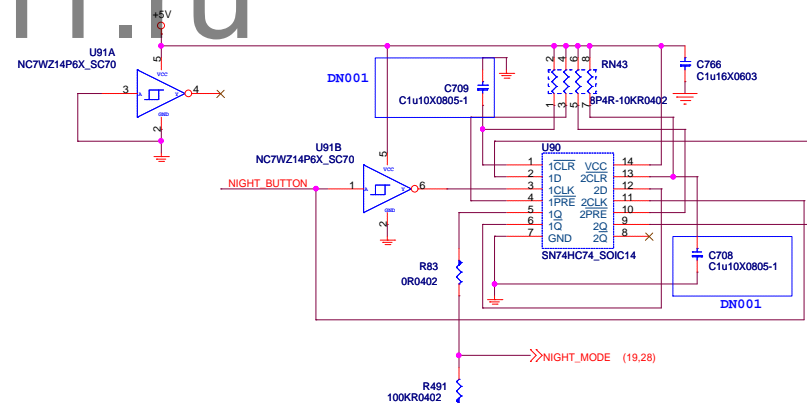 rl.ru
+5V
U91A
NC7WZ14P6X_SC70
5
VCC
3
A
Y
4
GND
2
DN001
C709
C1u10X0805-1
2
4
6
8
RN43
1
3
5
7
8P4R-10KR0402
C766
C1u16X0603
U91B
NC7WZ14P6X_SC70
5
VCC
NIGHT_BUTTON
1
A
Y
6
GND
2
U90
1 1CLR VCC 14
2 1D 2CLR 13
3 1CLK 2D 12
4 1PRE 2CLK 11
5 1Q 2PRE 10
6 1Q 2Q 9
7 GND 2Q 8
SN74HC74_SOIC14
R83
0R0402
C708
C1u10X0805-1
DN001
NIGHT_MODE (19,28)
R491
100KR0402